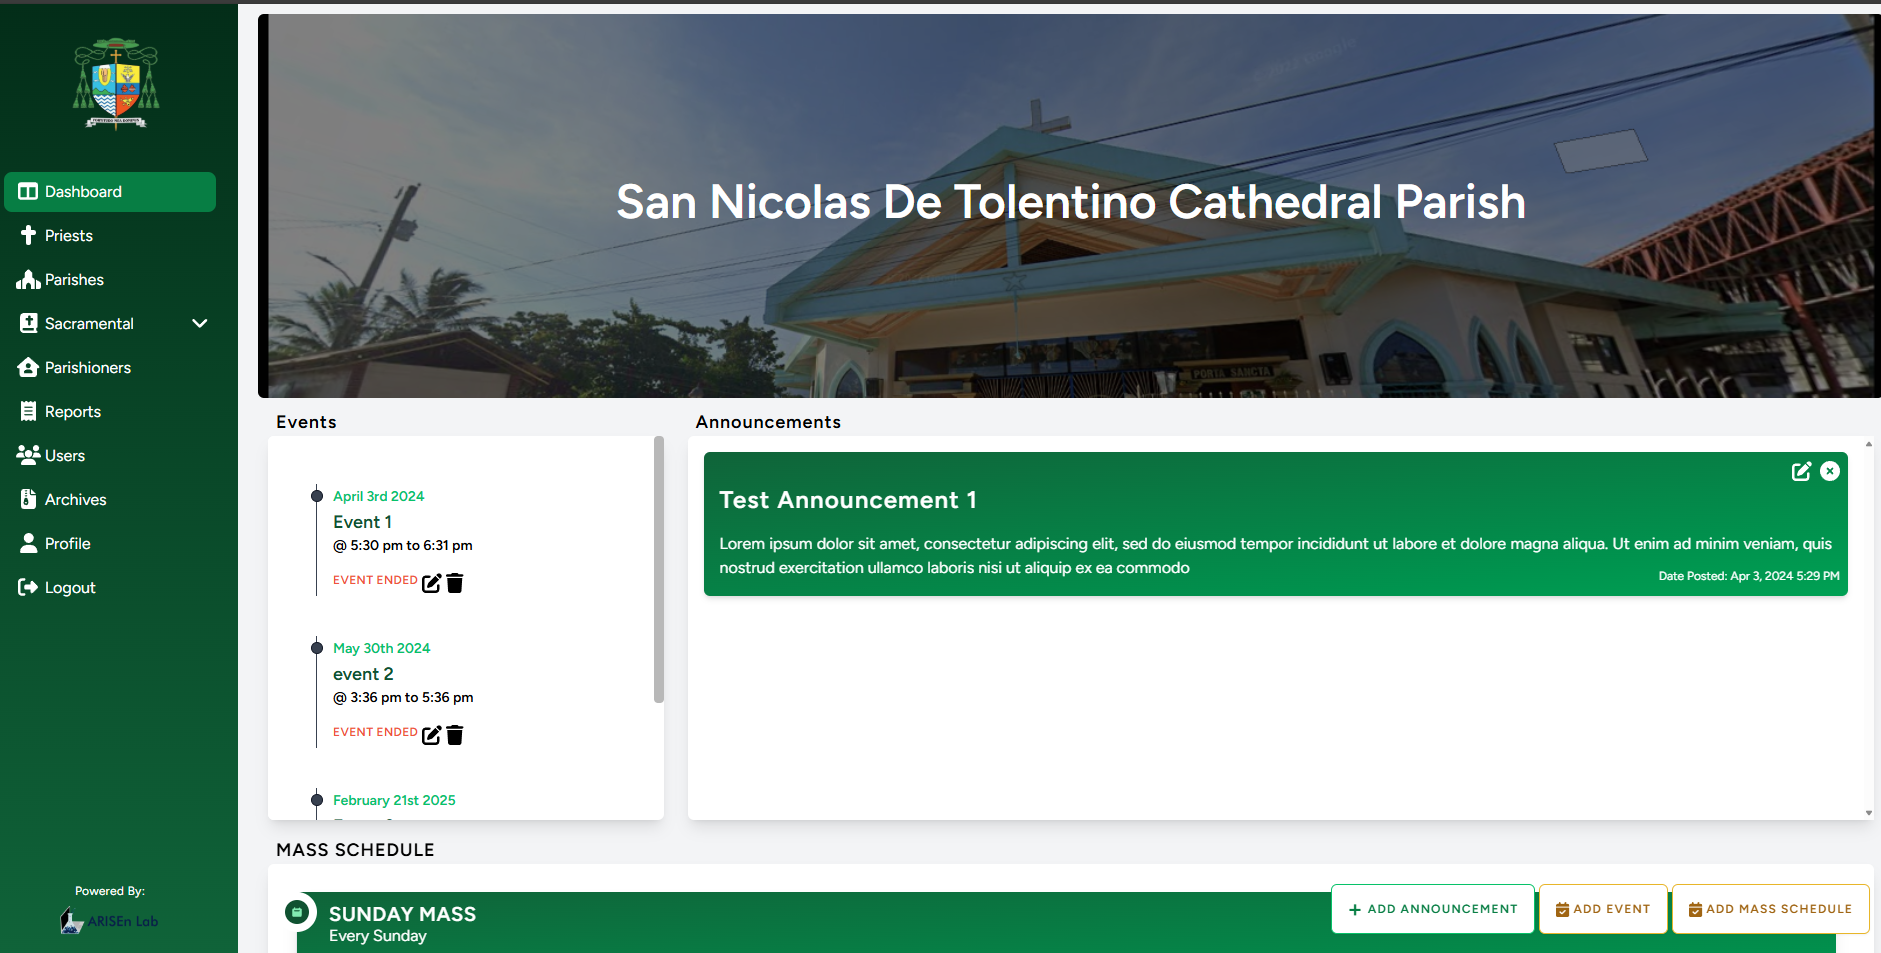 Dashboard
Priests
Parishes
Sacramental
Parishioners
Reports
Users
Archives
Profile
Logout
Powered By:
ARISEn Lab
San Nicolas De Tolentino Cathedral Parish
PORTA SANCTA
Events
April 3rd 2024
Event 1
@ 5:30 pm to 6:31 pm
EVENT ENDED
May 30th 2024
event 2
@ 3:36 pm to 5:36 pm
EVENT ENDED
February 21st 2025
Announcements
Test Announcement 1
Lorem ipsum dolor sit amet, consectetur adipiscing elit, sed do eiusmod tempor incididunt ut labore et dolore magna aliqua. Ut enim ad minim veniam, quis
nostrud exercitation ullamco laboris nisi ut aliquip ex ea commodo
Date Posted: Apr 3, 2024 5:29 PM
MASS SCHEDULE
SUNDAY MASS
Every Sunday
ADD ANNOUNCEMENT
ADD EVENT
ADD MASS SCHEDULE